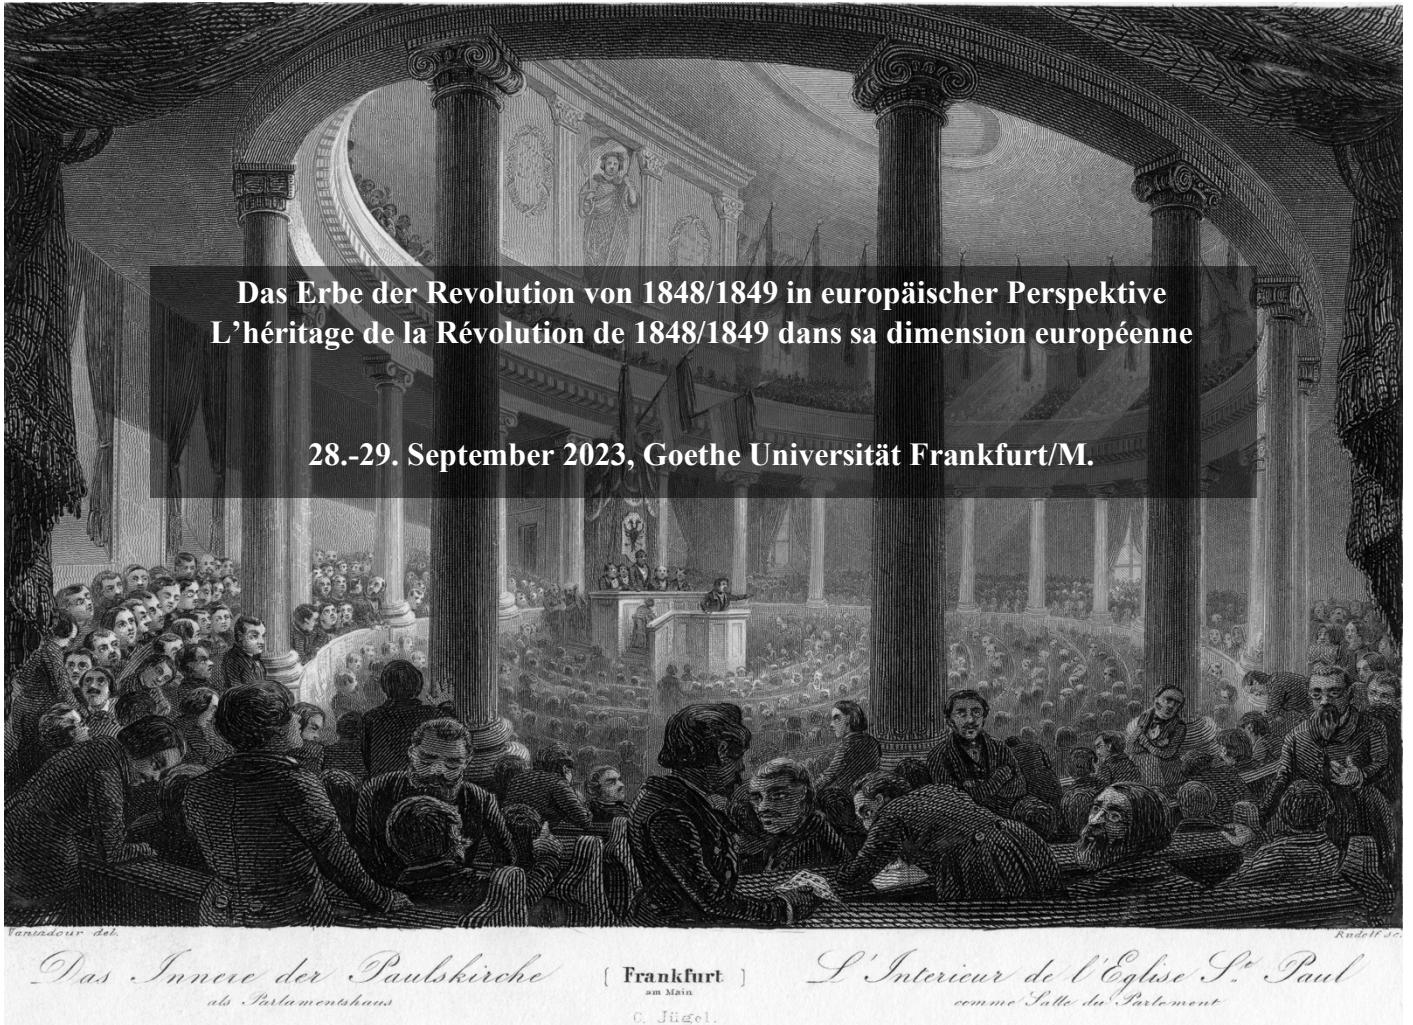 Das Erbe der Revolution von 1848/1849 in europäischer Perspektive
L’héritage de la Révolution de 1848/1849 dans sa dimension européenne
28.-29. September 2023, Goethe Universität Frankfurt/M.
Vantadour del.
Rudolf sc.
Das Innere der Paulskirche
als Parlamentshaus
[ Frankfurt ]
am Main
C. Jügel.
L'Interieur de l'Eglise St. Paul
comme Salle du Parlement